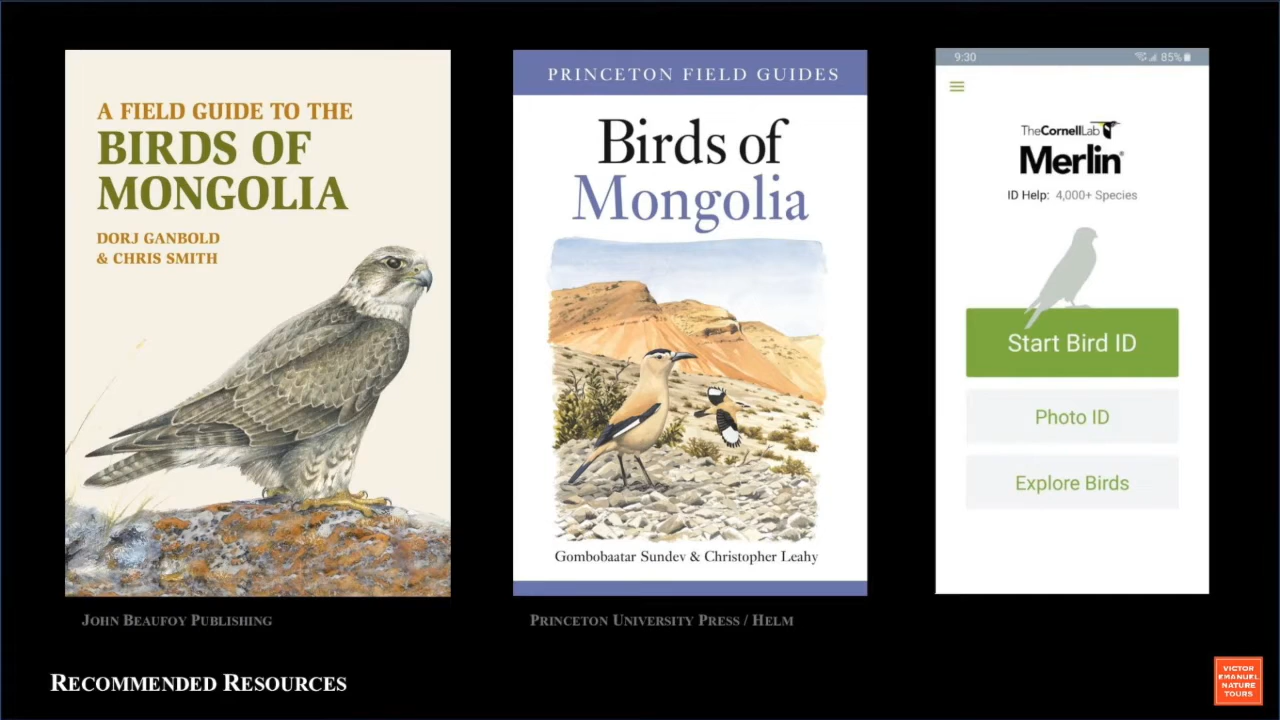 A FIELD GUIDE TO THE
BIRDS OF
MONGOLIA
DORJ GANBOLD
& CHRIS SMITH
JOHN BEAUFOY PUBLISHING
PRINCETON FIELD GUIDES
Birds of
Mongolia
Gombobaatar Sundev & Christopher Leahy
PRINCETON UNIVERSITY PRESS / HELM
9:30 85%
TheCornellLab
Merlin®
ID Help: 4,000+ Species
Start Bird ID
Photo ID
Explore Birds
RECOMMENDED RESOURCES
VICTOR
EMANUEL
NATURE
TOURS